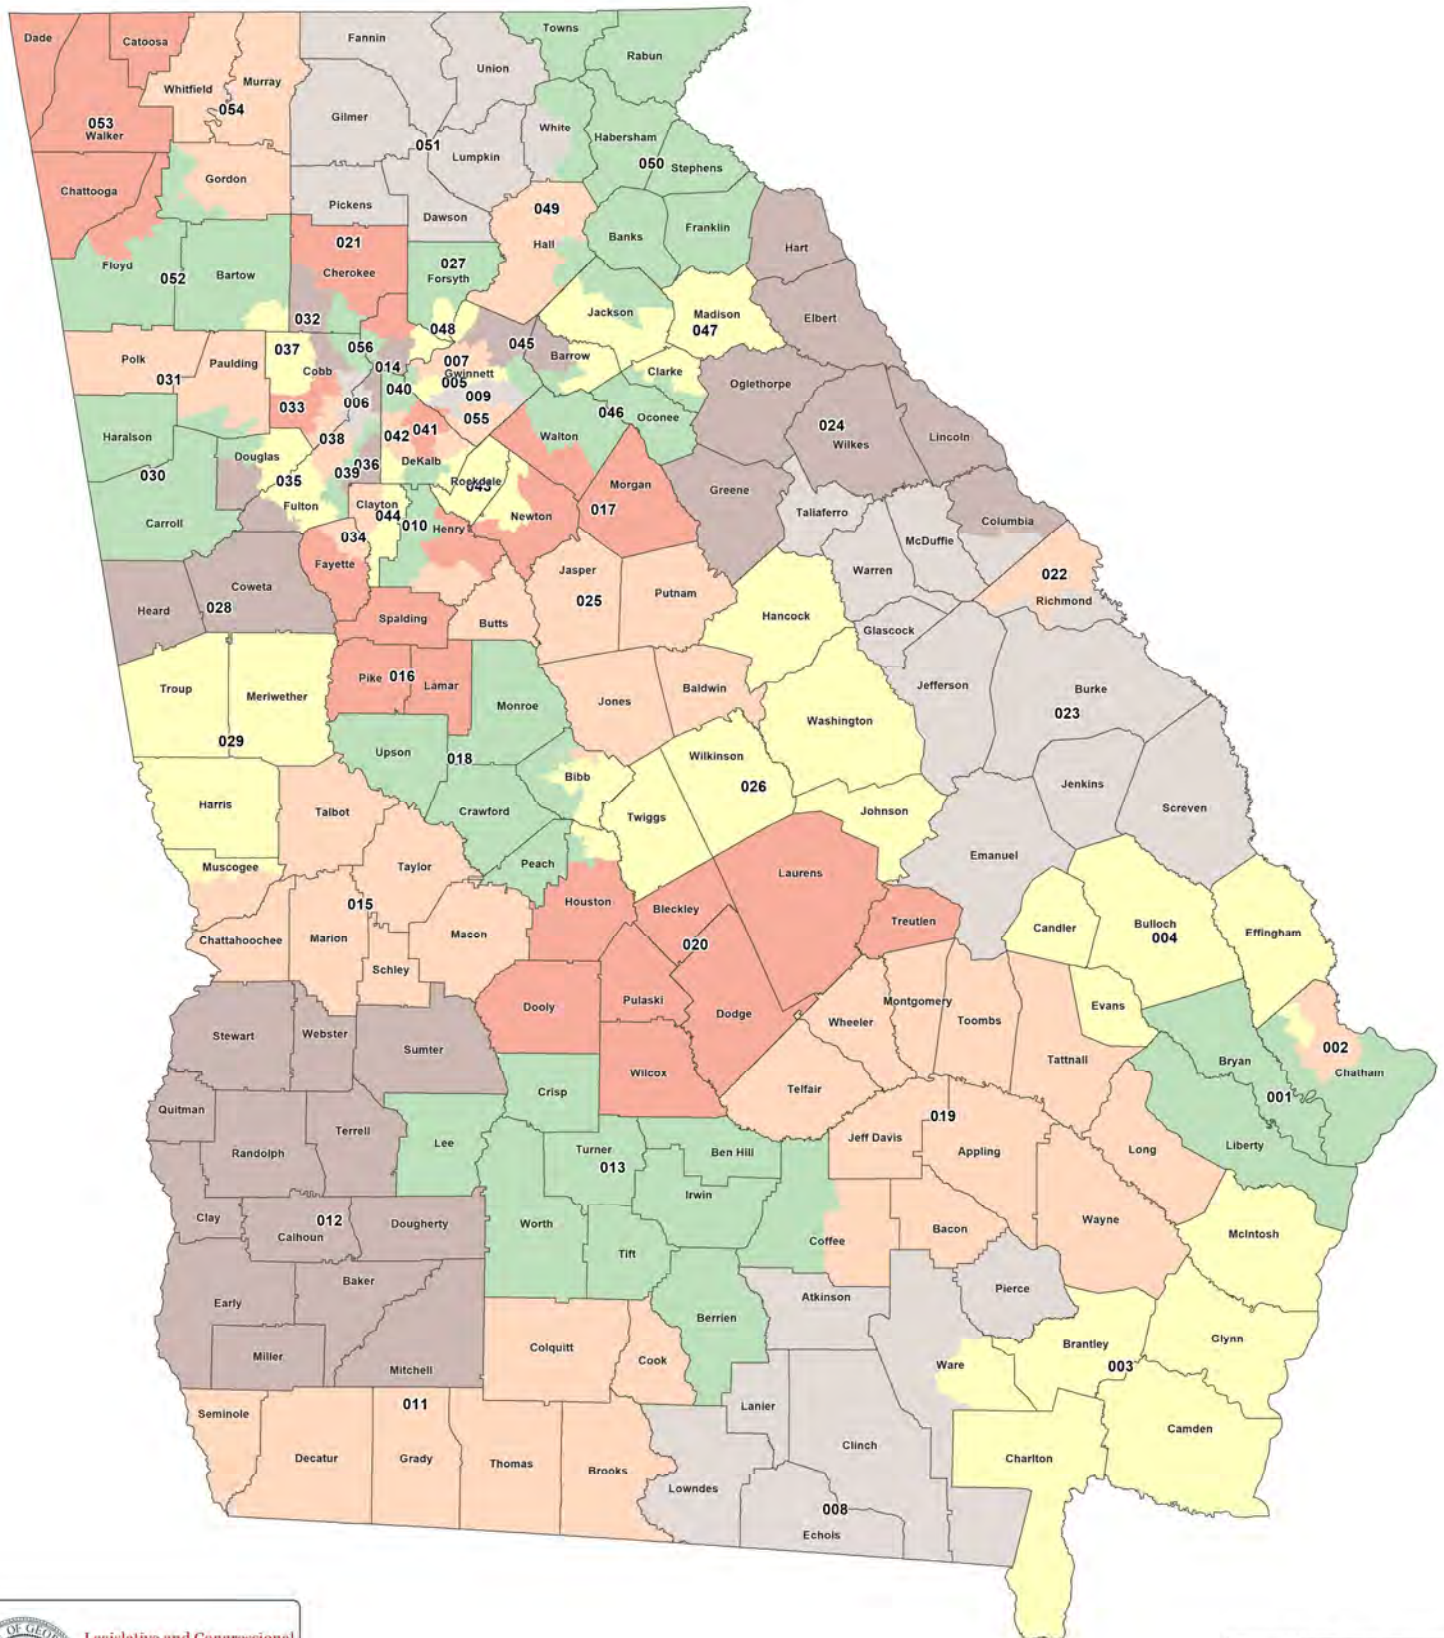 Dade
Catoosa
Fannin
Towns
Rabun
Whitfield
Murray
Union
054
053
Walker
Gilmer
White
Habersham
051
Lumpkin
050
Stephens
Chattooga
Gordon
Pickens
Dawson
049
Hall
Banks
Franklin
Hart
021
Cherokee
027
Forsyth
Floyd
052
Bartow
032
048
Jackson
Madison
047
Elbert
037
056
045
Barrow
Polk
Paulding
Cobb
014
007
Gwinnett
005
Clarke
031
040
009
Oglethorpe
033
006
055
046
Oconee
Haralson
038
042
041
Walton
024
Wilkes
Lincoln
Douglas
036
DeKalb
030
039
035
Rockdale
043
Morgan
Greene
Fulton
Clayton
017
Carroll
044
010
Henry
Newton
Taliaferro
Columbia
034
McDuffie
Fayette
Jasper
Warren
022
Coweta
025
Putnam
Richmond
Heard
028
Spalding
Butts
Hancock
Glascock
Troup
Meriwether
Pike
016
Lamar
Monroe
Jones
Baldwin
Jefferson
Burke
023
029
Washington
Upson
018
Wilkinson
Bibb
026
Jenkins
Harris
Talbot
Crawford
Twiggs
Johnson
Screven
Muscogee
Taylor
Peach
Emanuel
Laurens
015
Houston
Bleckley
Treutlen
Candler
Bulloch
004
Effingham
Chattahoochee
Marion
Macon
020
Schley
Dooly
Pulaski
Dodge
Wheeler
Montgomery
Toombs
Evans
Stewart
Webster
Sumter
Tattnall
002
Chatham
Wilcox
Bryan
Quitman
Crisp
Telfair
001
Terrell
Lee
019
Randolph
Turner
013
Ben Hill
Jeff Davis
Appling
Long
Liberty
Irwin
Clay
012
Calhoun
Dougherty
Worth
Tift
Coffee
Bacon
Wayne
McIntosh
Baker
Early
Atkinson
Pierce
Berrien
Miller
Mitchell
Colquitt
Cook
Ware
Brantley
003
Glynn
Seminole
011
Lanier
Decatur
Grady
Thomas
Brooks
Clinch
Charlton
Camden
Lowndes
008
Echols
OF GEO
Legislative and Congressional